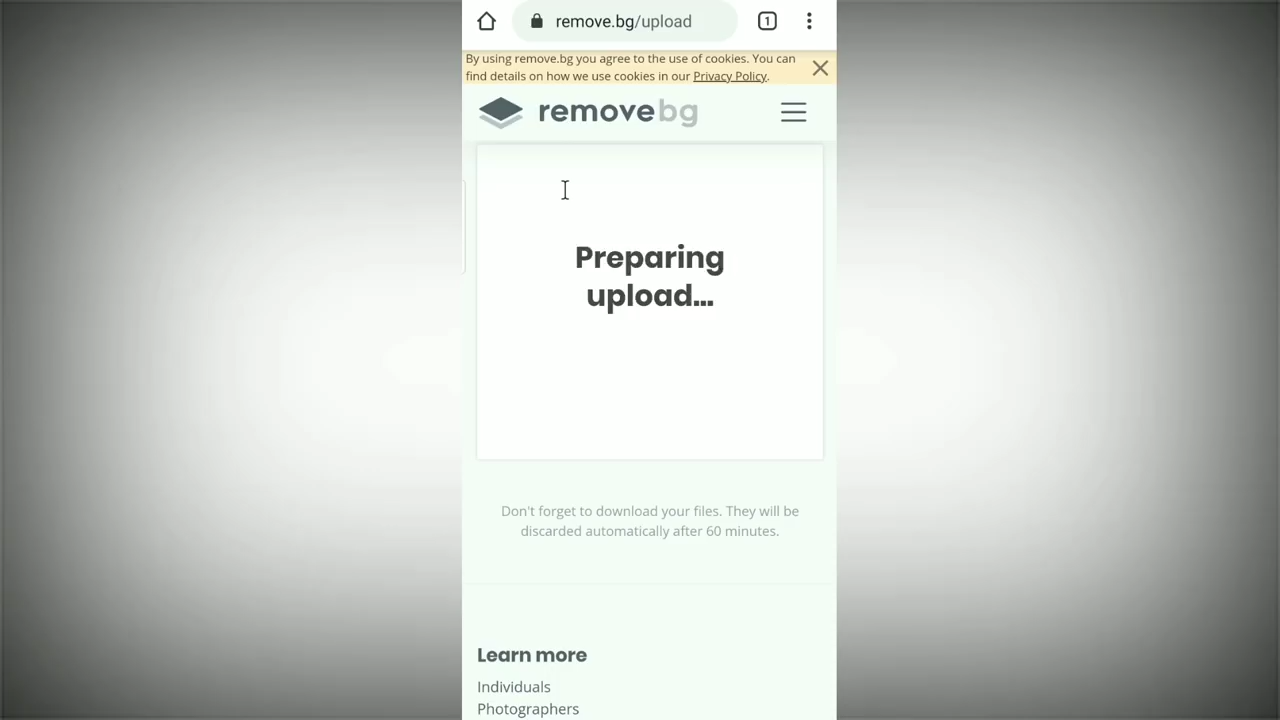 remove.bg/upload
1
By using remove.bg you agree to the use of cookies. You can
find details on how we use cookies in our Privacy Policy.
removebg
Preparing
upload...
Don't forget to download your files. They will be
discarded automatically after 60 minutes.
Learn more
Individuals
Photographers